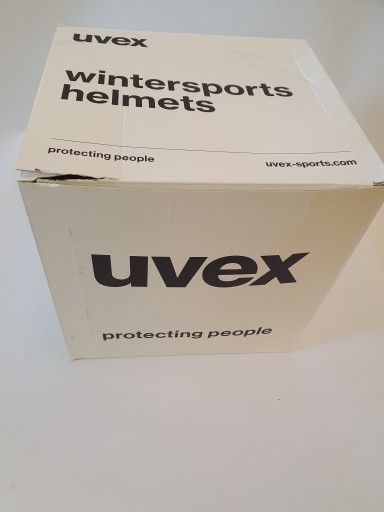 uvex
wintersports
helmets
protecting people
uvex-sports.com
uvex
protecting people